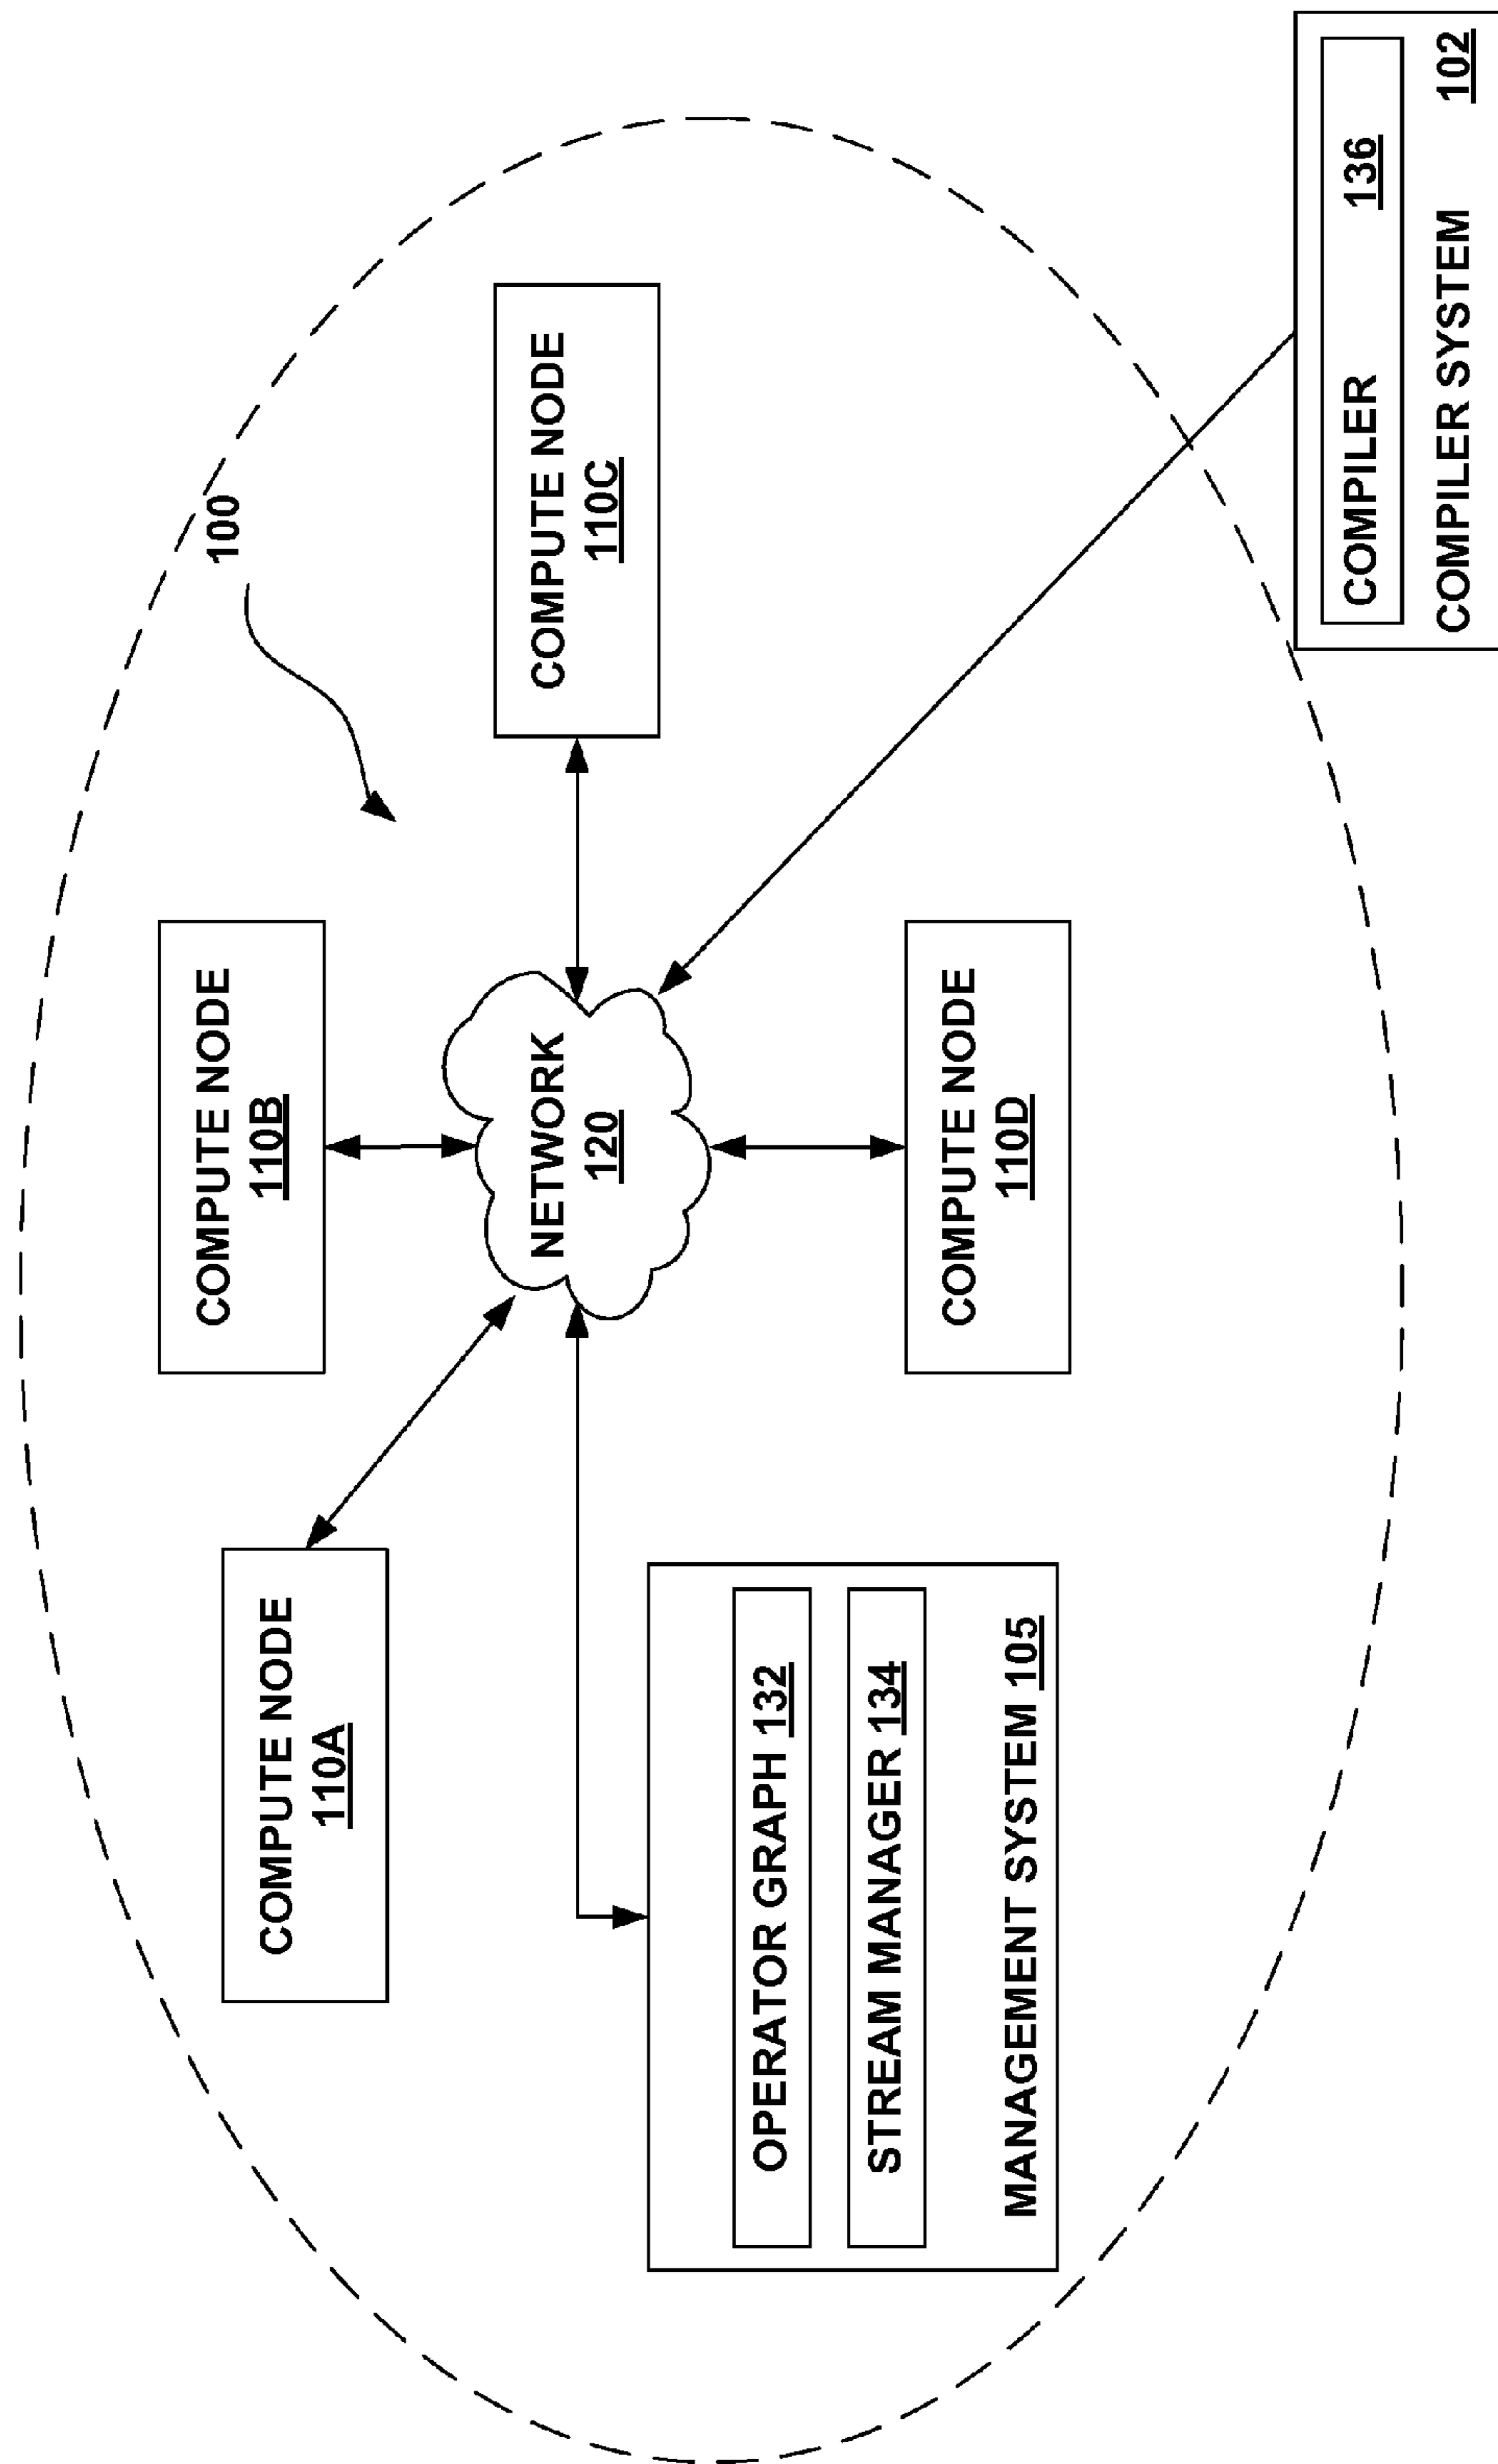 100
COMPUTE NODE
110B
COMPUTE NODE
110A
COMPUTE NODE
110C
NETWORK
120
OPERATOR GRAPH 132
STREAM MANAGER 134
MANAGEMENT SYSTEM 105
COMPUTE NODE
110D
COMPILER 136
COMPILER SYSTEM 102